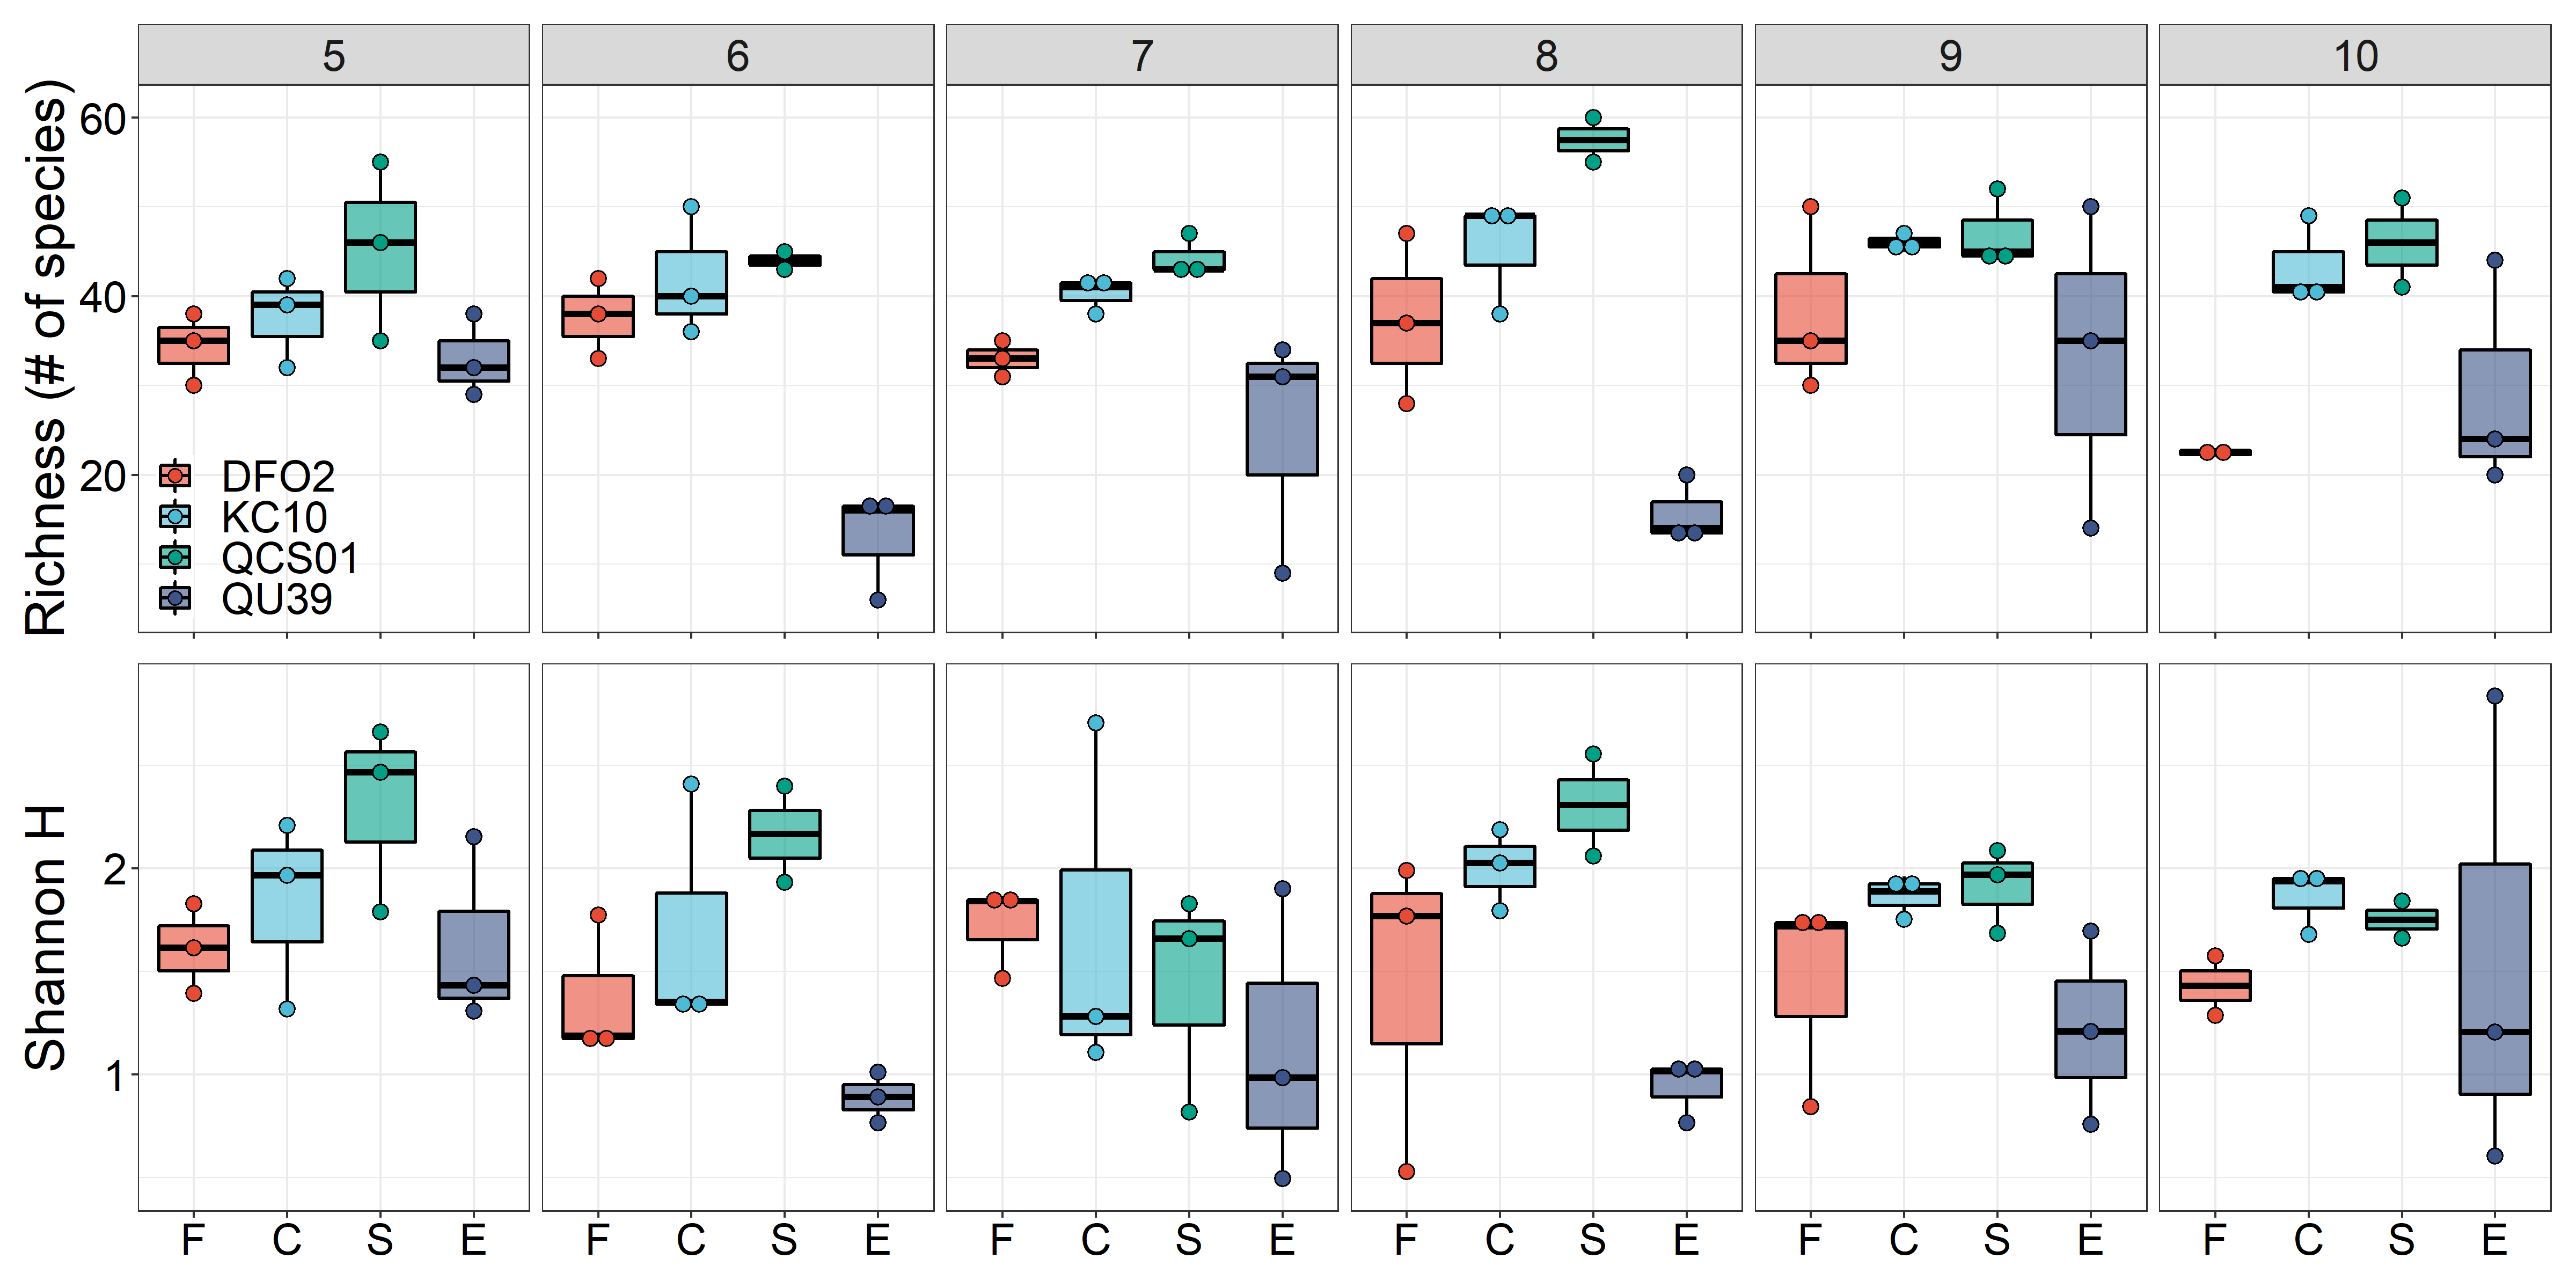 5 6 7 8 9 10
Richness (# of species)
60
40
20
DFO2
KC10
QCS01
QU39
Shannon H
2
1
F C S E F C S E F C S E F C S E F C S E F C S E